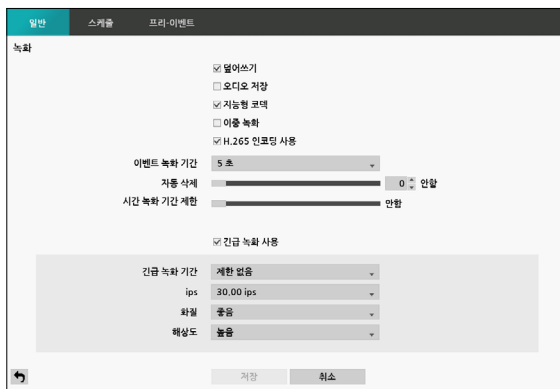 일반 스케줄 프리-이벤트
녹화
덮어쓰기
오디오 저장
지능형 코덱
이중 녹화
H.265 인코딩 사용
이벤트 녹화 기간 5 초
자동 삭제 0 안함
시간 녹화 기간 제한 안함
긴급 녹화 사용
긴급 녹화 기간 제한 없음
ips 30.00 ips
화질 좋음
해상도 높음
저장 취소